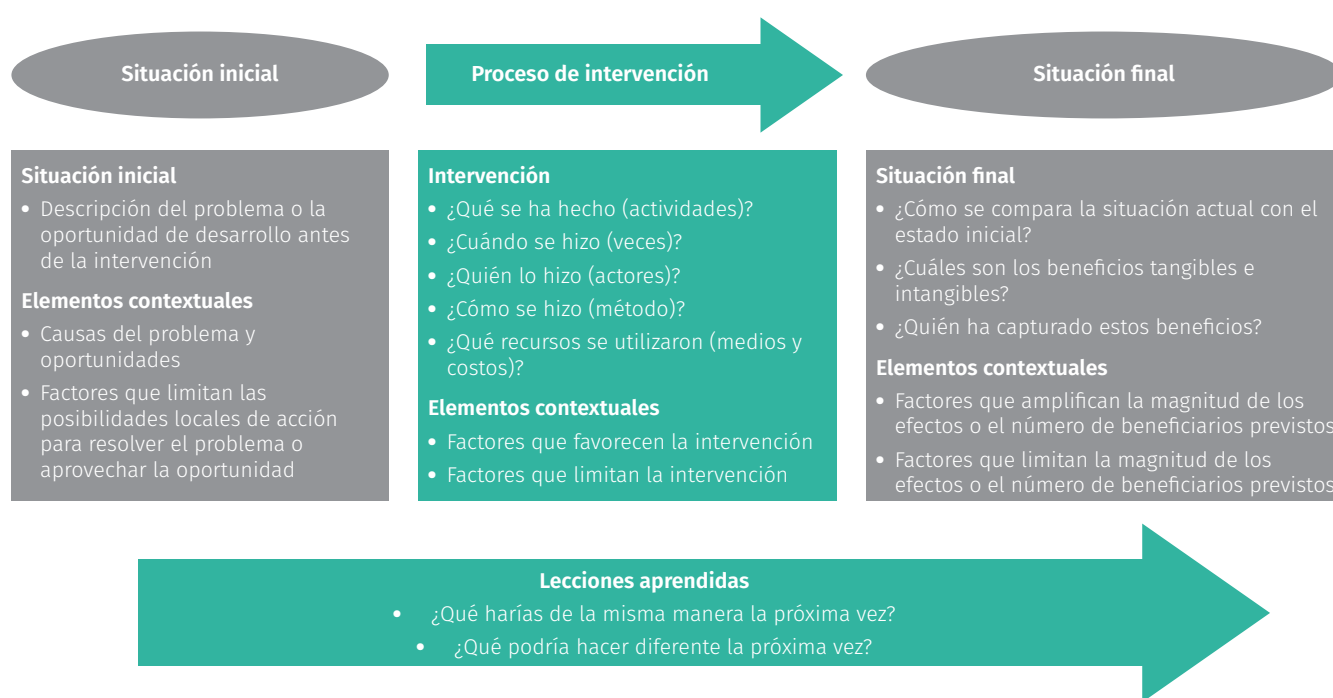 Situación inicial
Proceso de intervención
Situación final
Situación inicial
• Descripción del problema o la
oportunidad de desarrollo antes
de la intervención
Elementos contextuales
• Causas del problema y
oportunidades
• Factores que limitan las
posibilidades locales de acción
para resolver el problema o
aprovechar la oportunidad
Intervención
• ¿Qué se ha hecho (actividades)?
• ¿Cuándo se hizo (veces)?
• ¿Quién lo hizo (actores)?
• ¿Cómo se hizo (método)?
• ¿Qué recursos se utilizaron (medios y
costos)?
Elementos contextuales
• Factores que favorecen la intervención
• Factores que limitan la intervención
Situación final
• ¿Cómo se compara la situación actual con el
estado inicial?
• ¿Cuáles son los beneficios tangibles e
intangibles?
• ¿Quién ha capturado estos beneficios?
Elementos contextuales
• Factores que amplifican la magnitud de los
efectos o el número de beneficiarios previstos
• Factores que limitan la magnitud de los
efectos o el número de beneficiarios previstos
Lecciones aprendidas
• ¿Qué harías de la misma manera la próxima vez?
• ¿Qué podría hacer diferente la próxima vez?